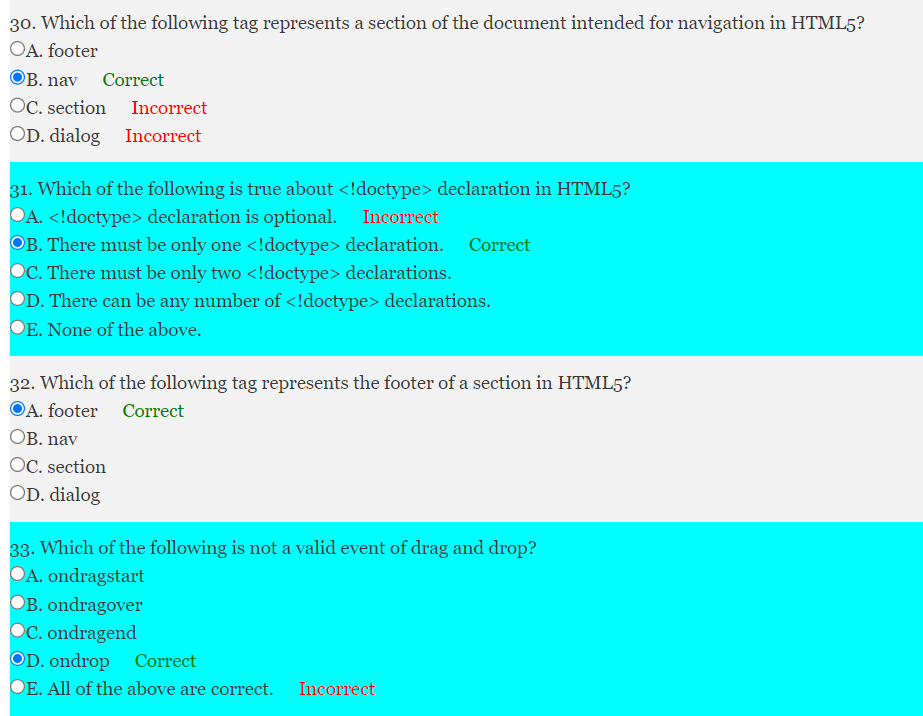 30. Which of the following tag represents a section of the document intended for navigation in HTML5?
A. footer
B. nav Correct
C. section Incorrect
D. dialog Incorrect
31. Which of the following is true about <!doctype> declaration in HTML5?
A. <!doctype> declaration is optional. Incorrect
B. There must be only one <!doctype> declaration. Correct
C. There must be only two <!doctype> declarations.
D. There can be any number of <!doctype> declarations.
E. None of the above.
32. Which of the following tag represents the footer of a section in HTML5?
A. footer Correct
B. nav
C. section
D. dialog
33. Which of the following is not a valid event of drag and drop?
A. ondragstart
B. ondragover
C. ondragend
D. ondrop Correct
E. All of the above are correct. Incorrect